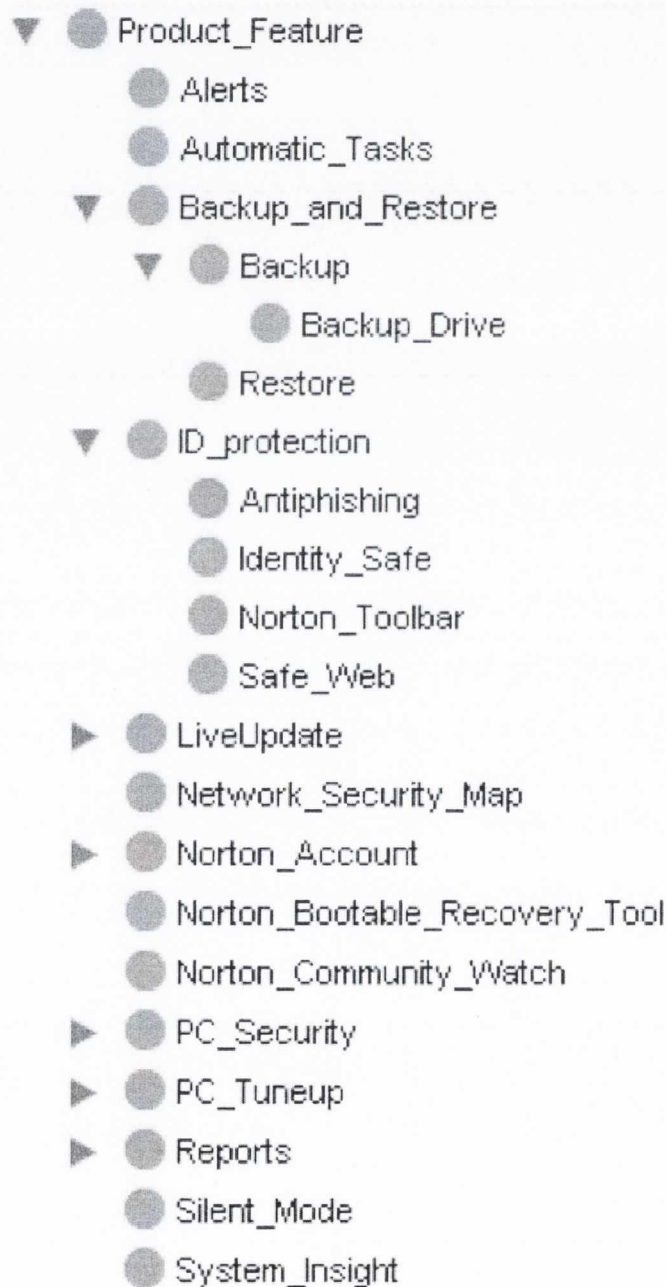 Product_Feature
Alerts
Automatic_Tasks
Backup_and_Restore
Backup
Backup_Drive
Restore
ID_protection
Antiphishing
Identity_Safe
Norton_Toolbar
Safe_Web
LiveUpdate
Network_Security_Map
Norton_Account
Norton_Bootable_Recovery_Tool
Norton_Community_Watch
PC_Security
PC_Tuneup
Reports
Silent_Mode
System_Insight